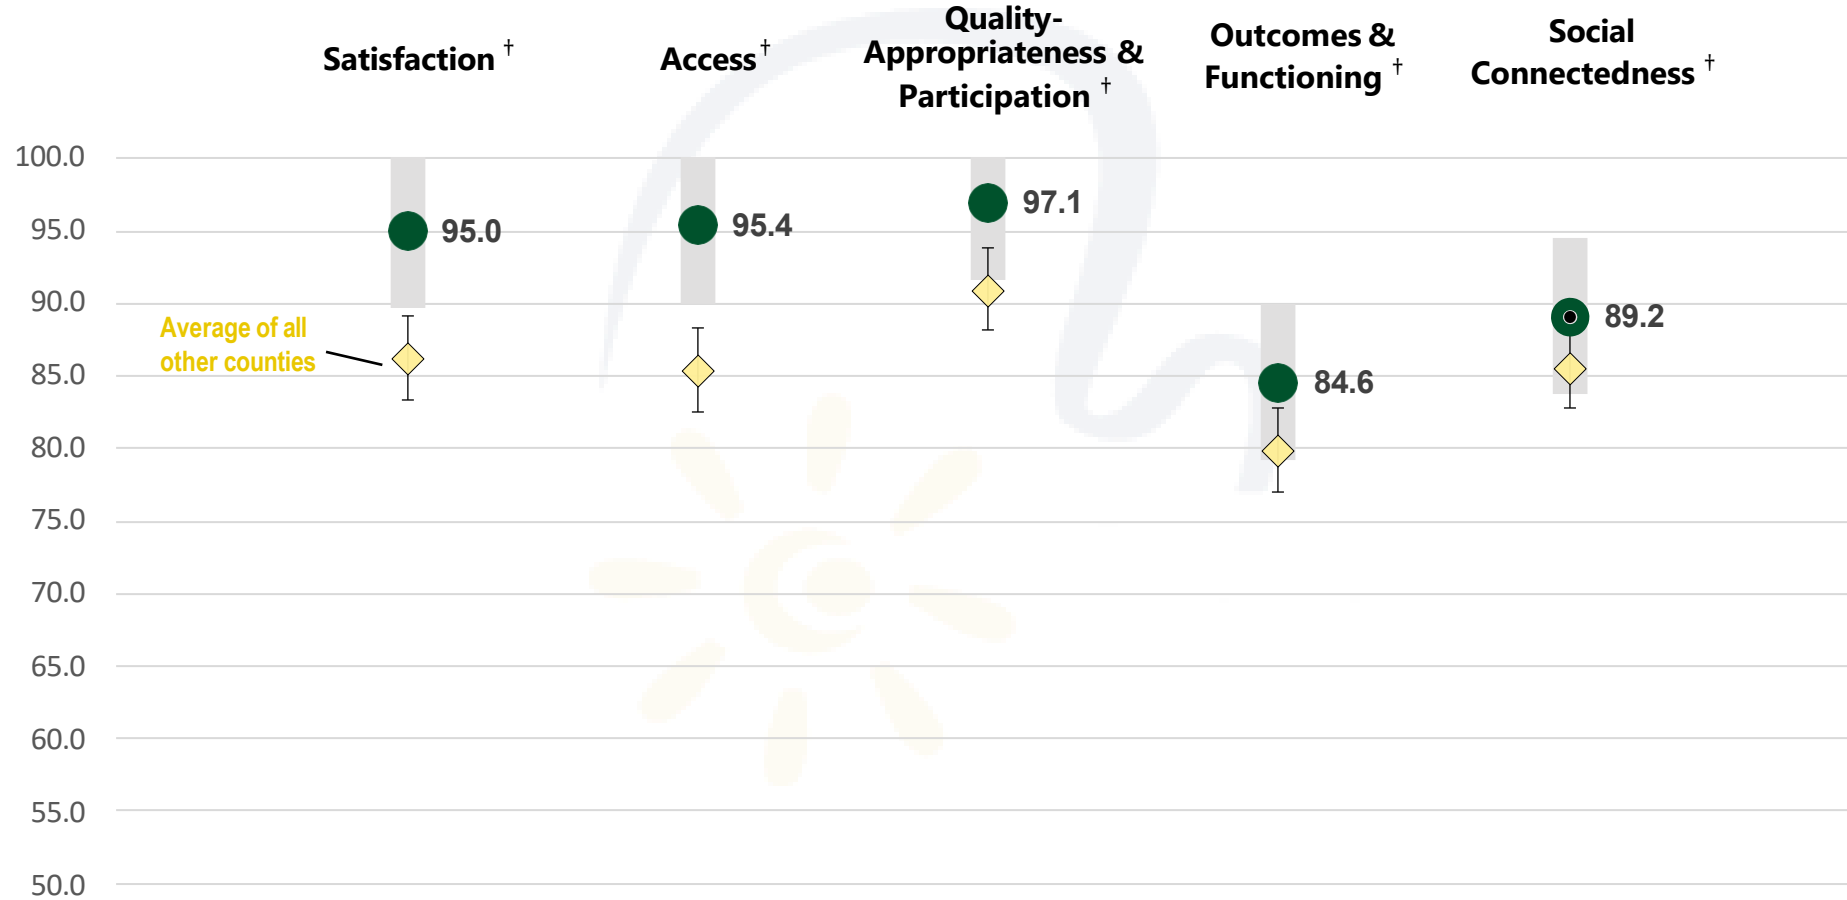 Satisfaction †
Access †
Quality-
Appropriateness &
Participation †
Outcomes &
Functioning †
Social
Connectedness †
100.0
95.0
90.0
85.0
80.0
75.0
70.0
65.0
60.0
55.0
50.0
95.0
95.4
97.1
84.6
89.2
Average of all
other counties